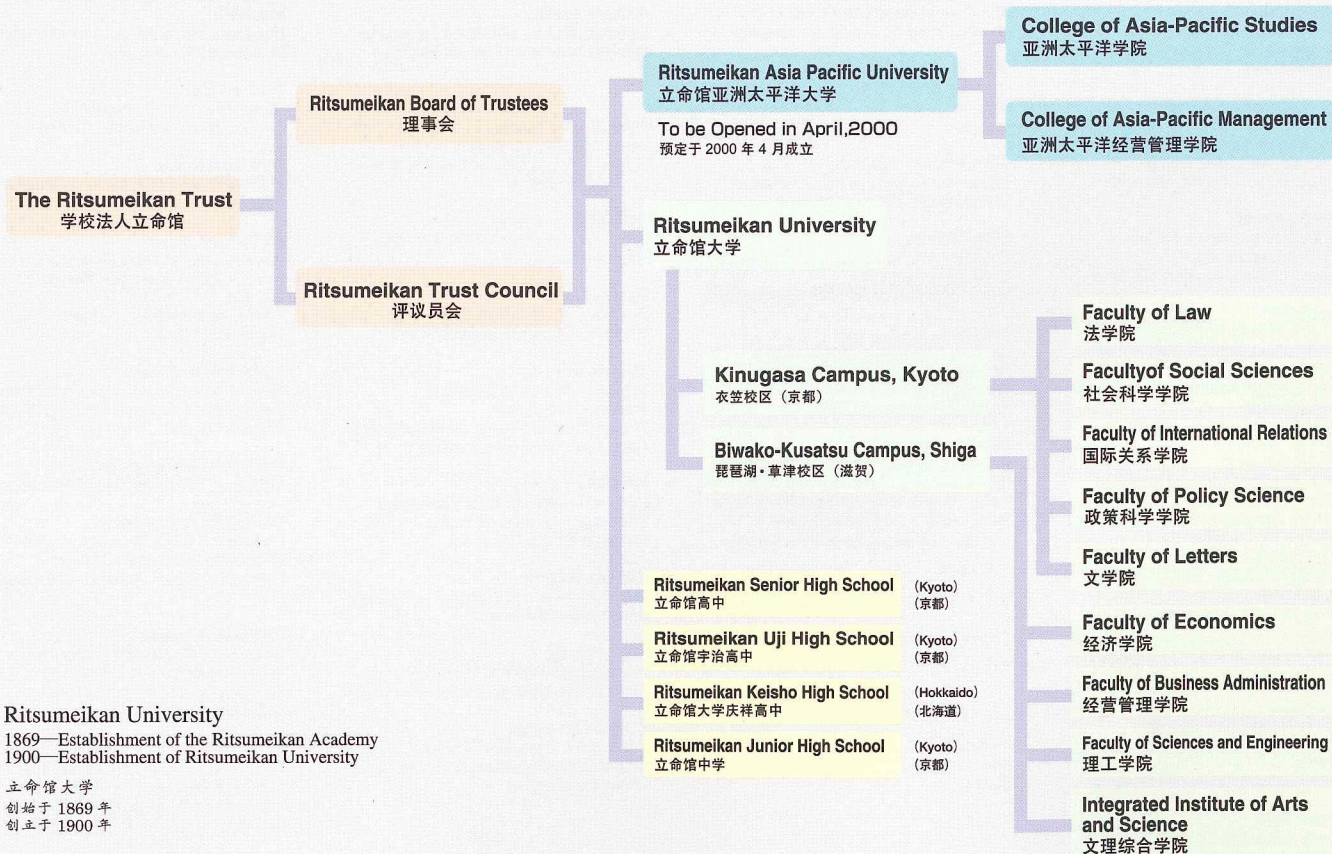 The Ritsumeikan Trust
学校法人立命馆
Ritsumeikan Board of Trustees
理事会
Ritsumeikan Trust Council
评议员会
Ritsumeikan Asia Pacific University
立命馆亚洲太平洋大学
To be Opened in April,2000
预定于 2000 年 4 月成立
College of Asia-Pacific Studies
亚洲太平洋学院
College of Asia-Pacific Management
亚洲太平洋经营管理学院
Ritsumeikan University
立命馆大学
Kinugasa Campus, Kyoto
衣笠校区（京都）
Biwako-Kusatsu Campus, Shiga
琵琶湖・草津校区（滋贺）
Faculty of Law
法学院
Facultyof Social Sciences
社会科学学院
Faculty of International Relations
国际关系学院
Faculty of Policy Science
政策科学学院
Faculty of Letters
文学院
Faculty of Economics
经济学院
Faculty of Business Administration
经营管理学院
Faculty of Sciences and Engineering
理工学院
Integrated Institute of Arts
and Science
文理综合学院
Ritsumeikan Senior High School (Kyoto)
立命馆高中 (京都)
Ritsumeikan Uji High School (Kyoto)
立命馆宇治高中 (京都)
Ritsumeikan Keisho High School (Hokkaido)
立命馆大学庆祥高中 (北海道)
Ritsumeikan Junior High School (Kyoto)
立命馆中学 (京都)
Ritsumeikan University
1869—Establishment of the Ritsumeikan Academy
1900—Establishment of Ritsumeikan University
立命馆大学
创始于 1869 年
创立于 1900 年